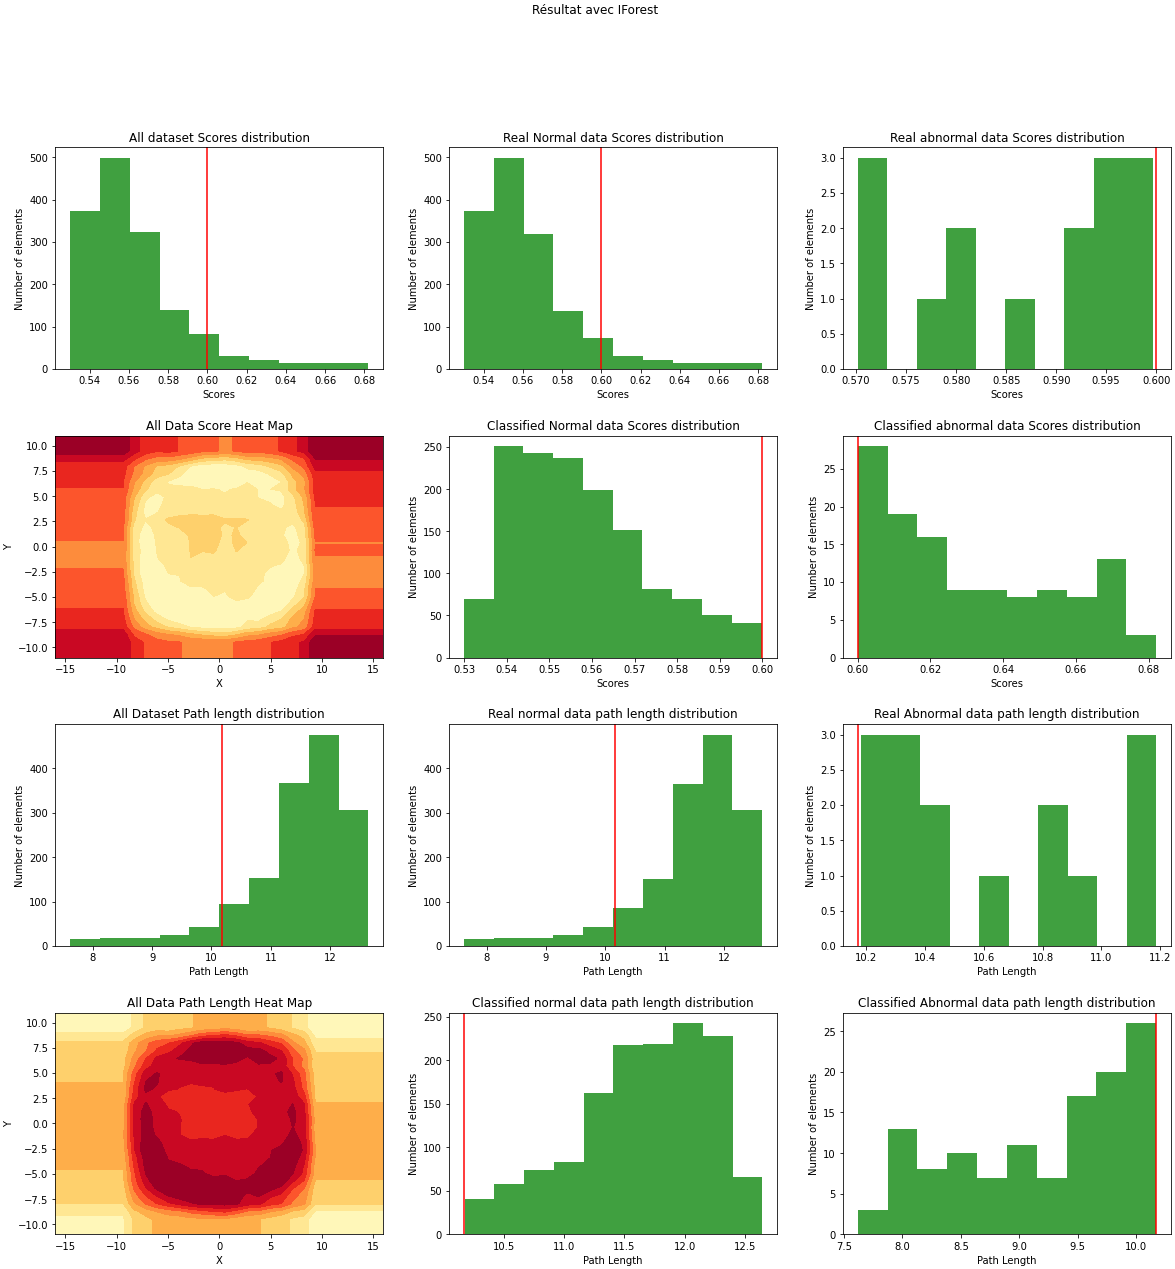 Résultat avec IForest
All dataset Scores distribution
Number of elements
500
400
300
200
100
0
0.54 0.56 0.58 0.60 0.62 0.64 0.66 0.68
Scores
Real Normal data Scores distribution
Number of elements
500
400
300
200
100
0
0.54 0.56 0.58 0.60 0.62 0.64 0.66 0.68
Scores
Real abnormal data Scores distribution
Number of elements
3.0
2.5
2.0
1.5
1.0
0.5
0.0
0.570 0.575 0.580 0.585 0.590 0.595 0.600
Scores
All Data Score Heat Map
Y
10.0
7.5
5.0
2.5
0.0
−2.5
−5.0
−7.5
−10.0
−15 −10 −5 0 5 10 15
X
Classified Normal data Scores distribution
Number of elements
250
200
150
100
50
0
0.53 0.54 0.55 0.56 0.57 0.58 0.59 0.60
Scores
Classified abnormal data Scores distribution
Number of elements
25
20
15
10
5
0
0.60 0.62 0.64 0.66 0.68
Scores
All Dataset Path length distribution
Number of elements
400
300
200
100
0
8 9 10 11 12
Path Length
Real normal data path length distribution
Number of elements
400
300
200
100
0
8 9 10 11 12
Path Length
Real Abnormal data path length distribution
Number of elements
3.0
2.5
2.0
1.5
1.0
0.5
0.0
10.2 10.4 10.6 10.8 11.0 11.2
Path Length
All Data Path Length Heat Map
Y
10.0
7.5
5.0
2.5
0.0
−2.5
−5.0
−7.5
−10.0
−15 −10 −5 0 5 10 15
X
Classified normal data path length distribution
Number of elements
250
200
150
100
50
0
10.5 11.0 11.5 12.0 12.5
Path Length
Classified Abnormal data path length distribution
Number of elements
25
20
15
10
5
0
7.5 8.0 8.5 9.0 9.5 10.0
Path Length